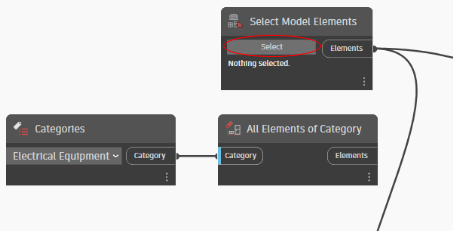 Select Model Elements
Select
Elements
Nothing selected.
Categories
All Elements of Category
Electrical Equipment
Category
Category
Elements